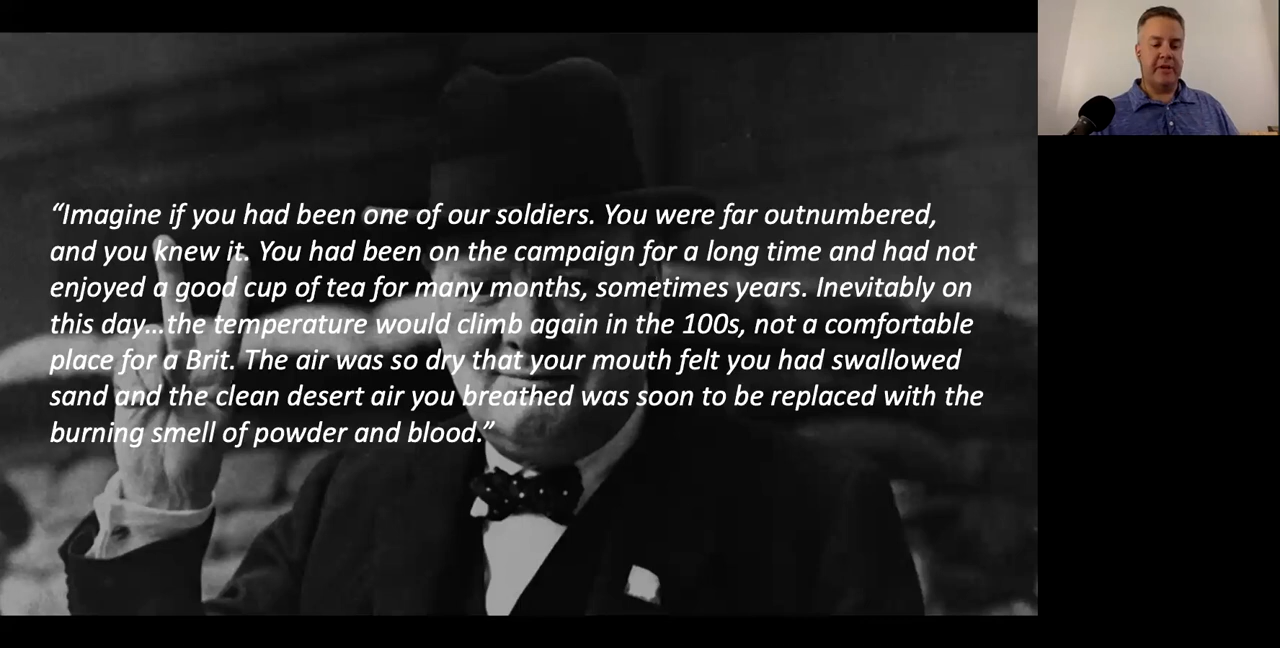 “Imagine if you had been one of our soldiers. You were far outnumbered,
and you knew it. You had been on the campaign for a long time and had not
enjoyed a good cup of tea for many months, sometimes years. Inevitably on
this day...the temperature would climb again in the 100s, not a comfortable
place for a Brit. The air was so dry that your mouth felt you had swallowed
sand and the clean desert air you breathed was soon to be replaced with the
burning smell of powder and blood.”